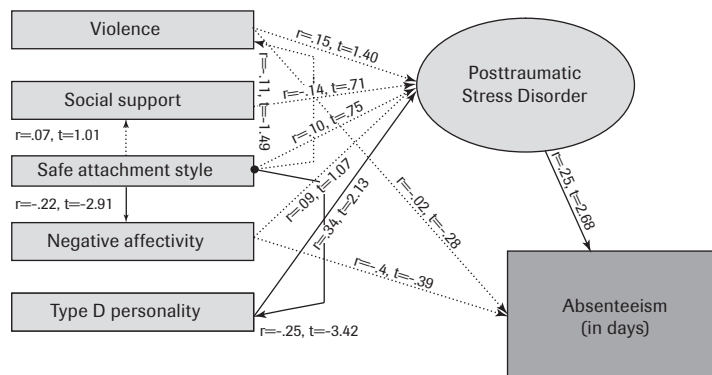 Violence
Social support
r=.07, t=1.01
Safe attachment style
r=-.22, t=-2.91
Negative affectivity
Type D personality
r=-.25, t=-3.42
r=.15, t=1.40
r=-.11, t=-1.49
r=-.14, t=.71
r=.10, t=.75
r=.09, t=1.07
r=.34, t=2.13
r=-.02, t=-.28
r=-.4, t=-.39
Posttraumatic
Stress Disorder
r=.25, t=2.68
Absenteeism
(in days)